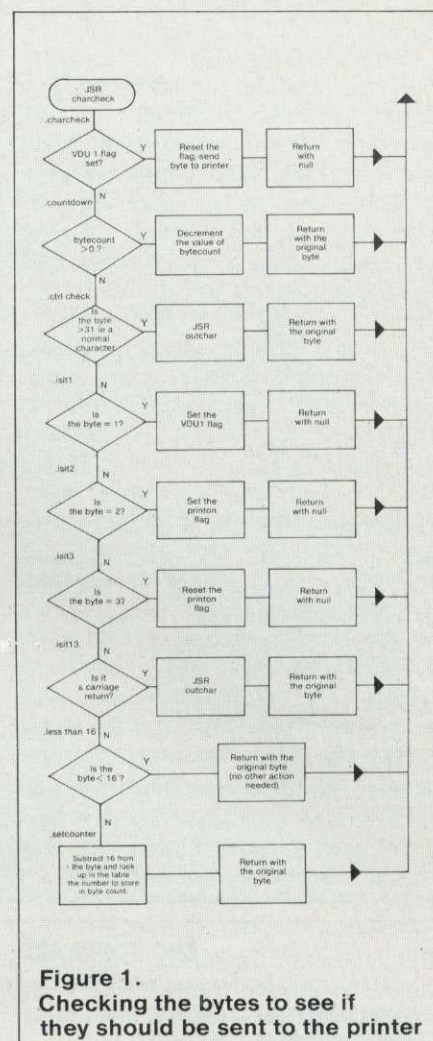 JSR
charcheck
.charcheck
VDU 1 flag
set?
Y
Reset the
flag, send
byte to printer
Return
with
null
N
.countdown
bytecount
>0 ?
Y
Decrement
the value of
bytecount
Return
with the
original
byte
N
.ctrl check
Is
the byte
>31 ie a
normal
character
Y
JSR
outchar
Return with
the original
byte
N
.isit1
Is
the byte = 1?
Y
Set the
VDU1 flag
Return
with null
N
.isit2
Is
the byte = 2?
Y
Set the
printon
flag
Return
with null
N
.isit3
Is
the byte = 3?
Y
Reset the
printon
flag
Return
with null
N
.isit13
Is it
a carriage
return?
Y
JSR
outchar
Return with
the original
byte
N
.less than 16
Is the
byte< 16 ?
Y
Return with the
original byte
(no other action
needed)
N
.setcounter
Subtract 16 from
the byte and look
up in the table
the number to store
in byte count.
Return with
the original
byte
Figure 1.
Checking the bytes to see if
they should be sent to the printer